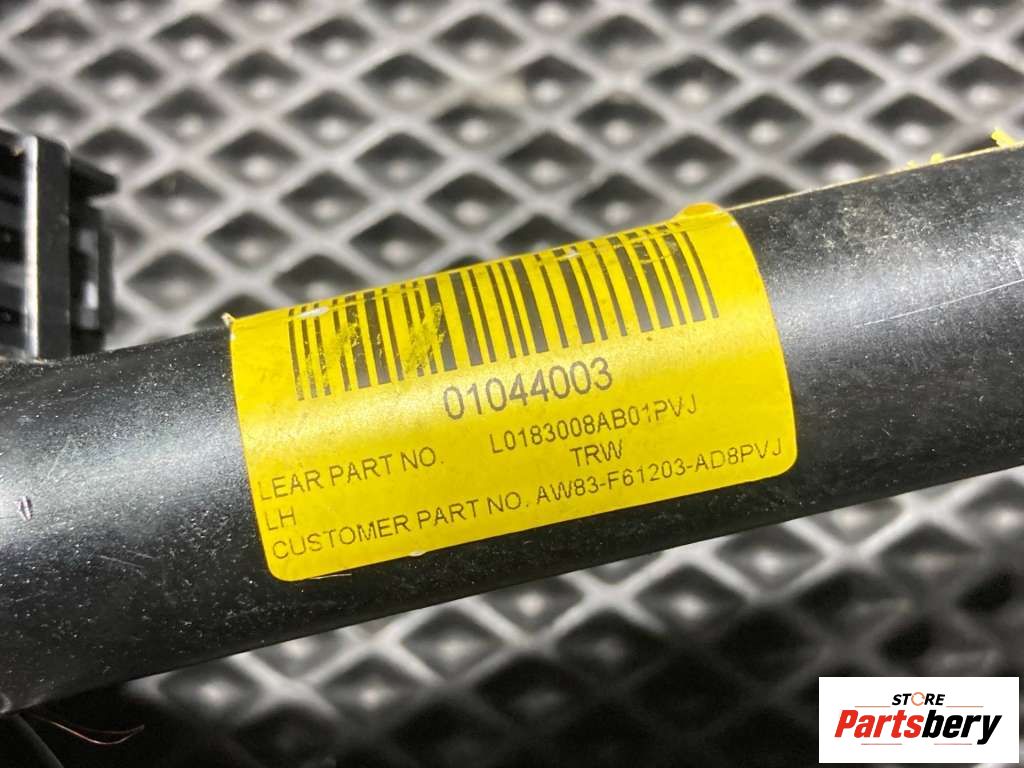 01044003
LEAR PART NO. L0183008AB01PVJ
LH TRW
CUSTOMER PART NO. AW83-F61203-AD8PVJ
STORE
Partsbery